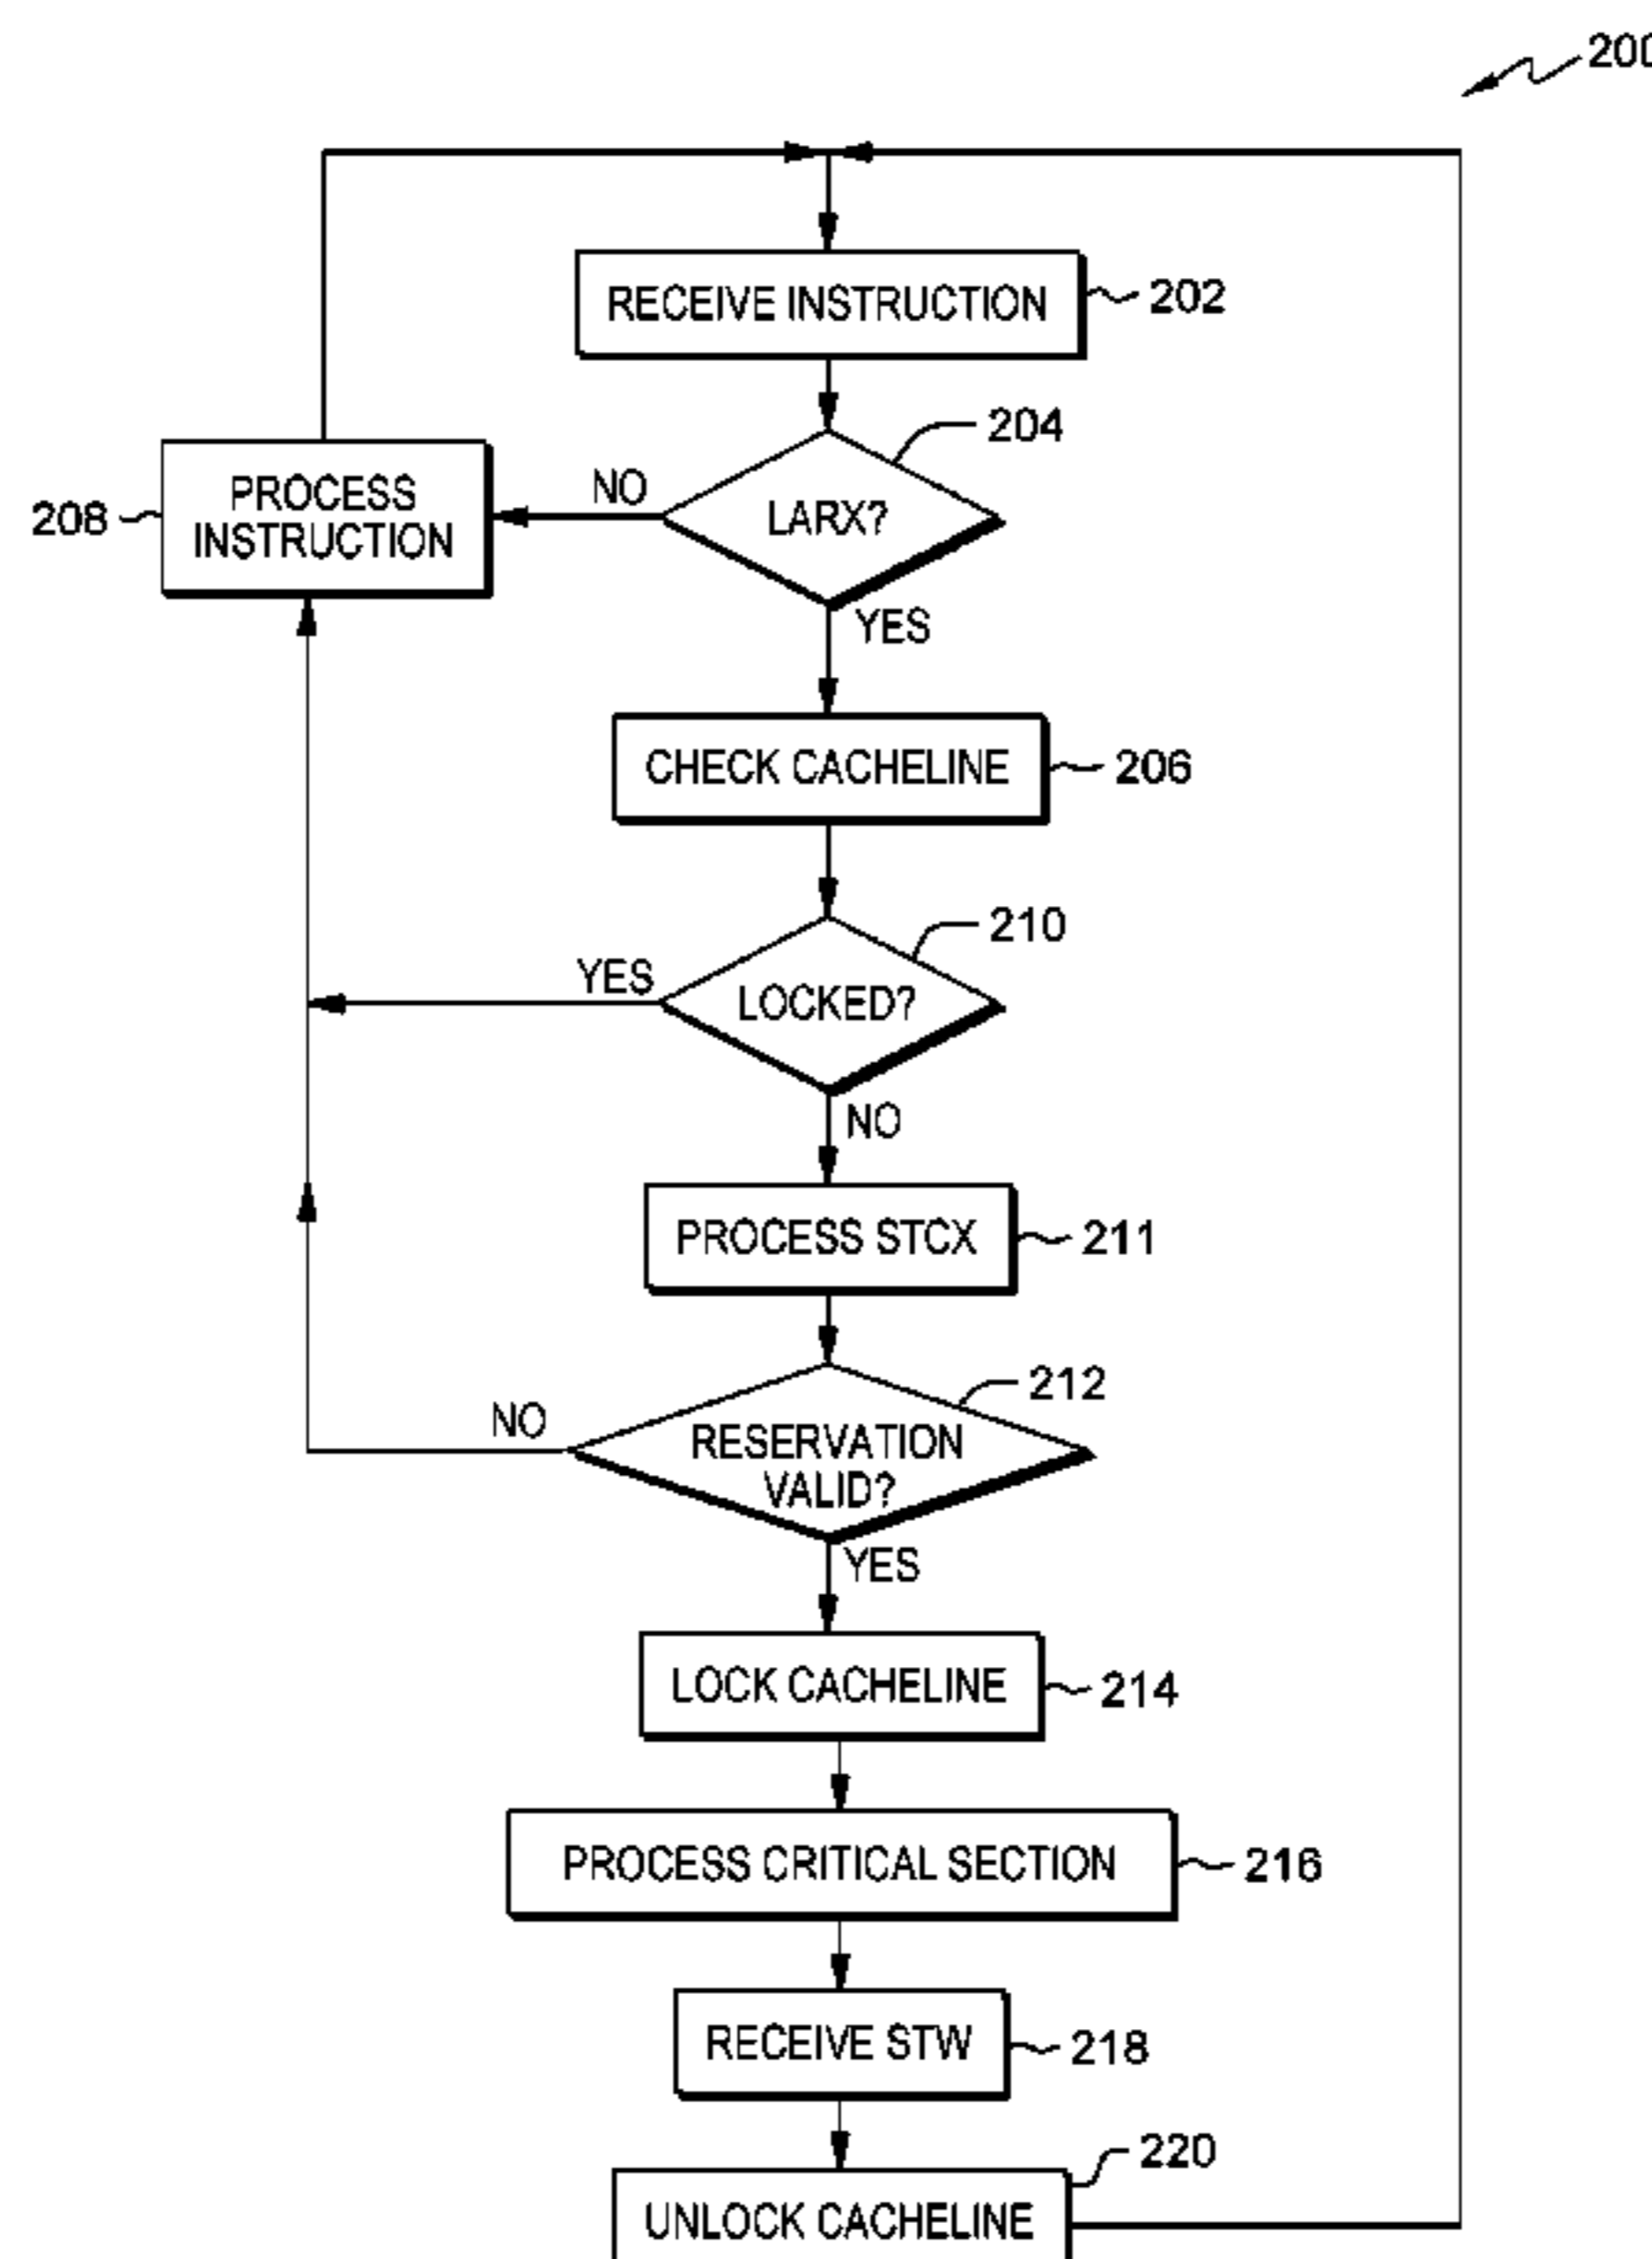 200
RECEIVE INSTRUCTION
202
204
NO
LARX?
PROCESS
INSTRUCTION
208
YES
CHECK CACHELINE
206
210
YES
LOCKED?
NO
PROCESS STCX
211
212
NO
RESERVATION
VALID?
YES
LOCK CACHELINE
214
PROCESS CRITICAL SECTION
216
RECEIVE STW
218
220
UNLOCK CACHELINE